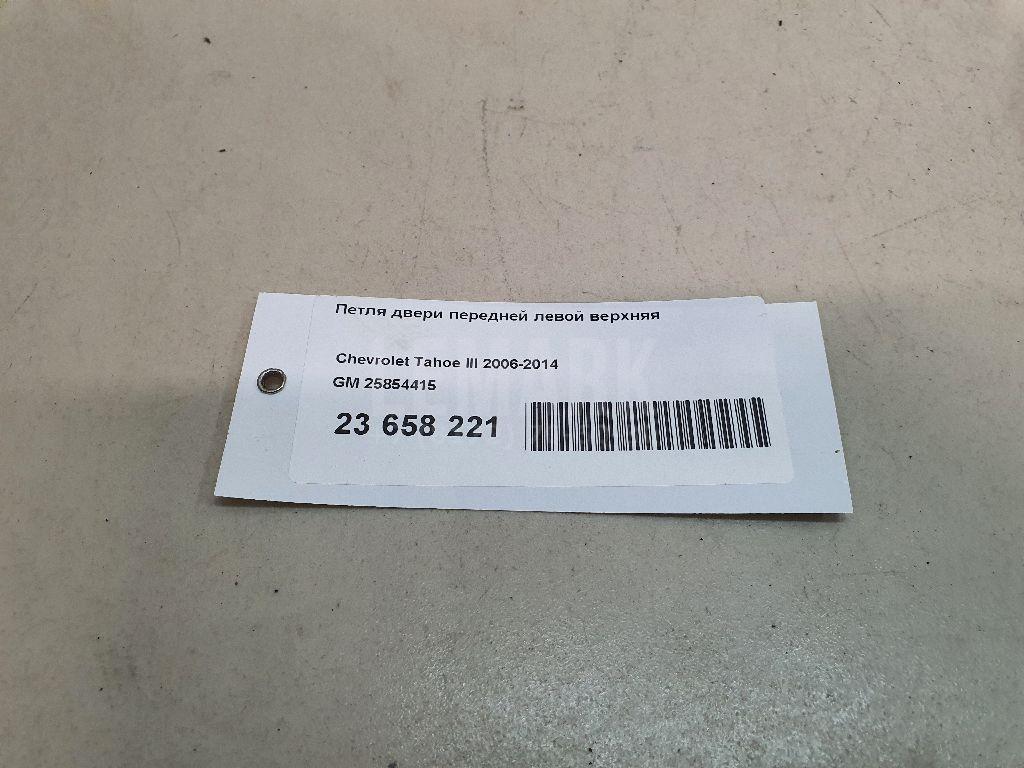 Петля двери передней левой верхняя
Chevrolet Tahoe III 2006-2014
GM 25854415
23 658 221